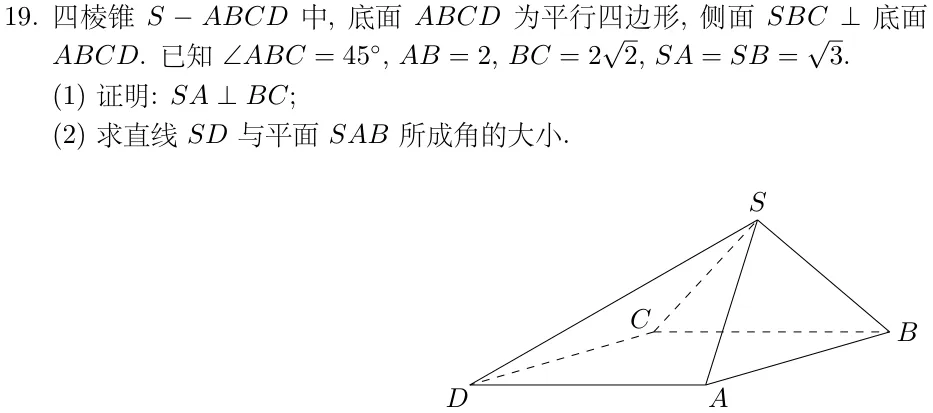 19. 四棱锥 S − ABCD 中, 底面 ABCD 为平行四边形, 侧面 SBC ⊥ 底面
ABCD. 已知 ∠ABC = 45°, AB = 2, BC = 2√2, SA = SB = √3.
(1) 证明: SA ⊥ BC;
(2) 求直线 SD 与平面 SAB 所成角的大小.
S
C
B
D
A